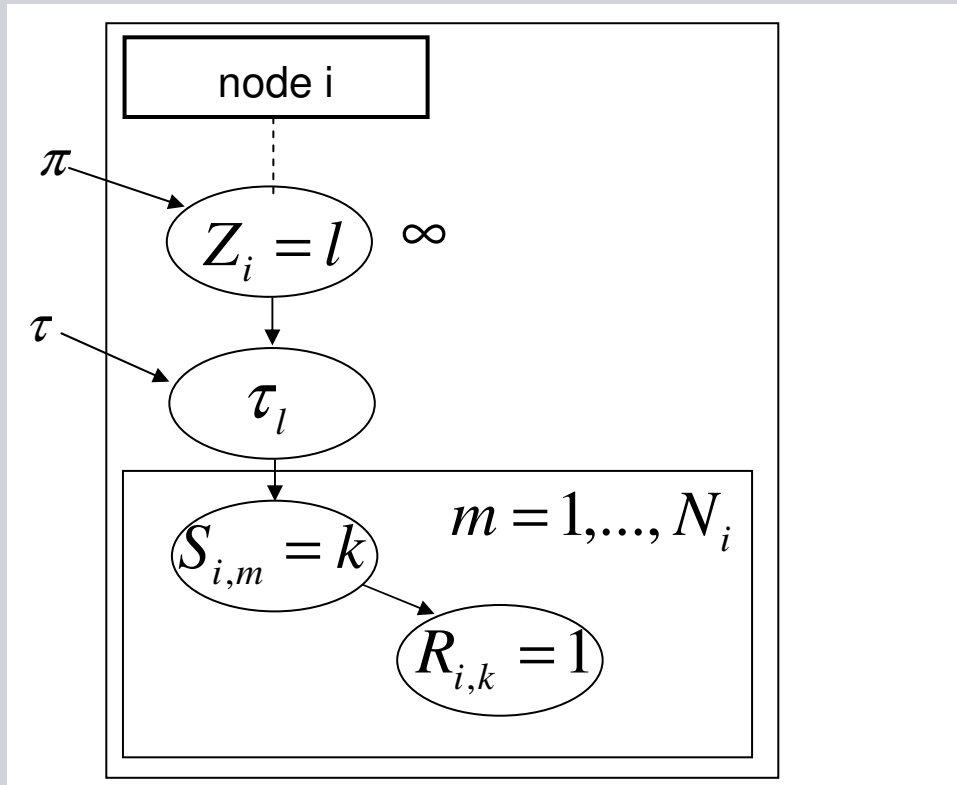 node i
π
Z_i = l ∞
τ
τ_l
S_{i,m} = k
m = 1,..., N_i
R_{i,k} = 1